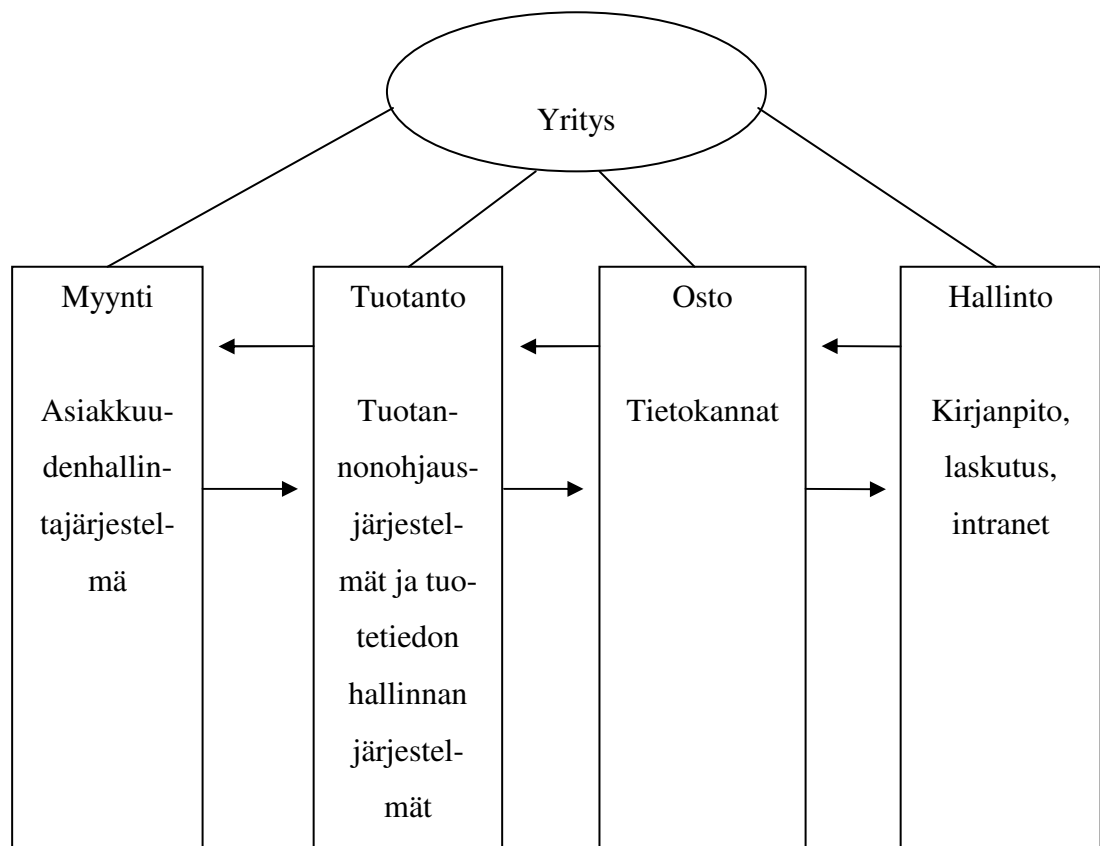 Yritys
Myynti
Asiakkuu-
denhallin-
tajärjestel-
mä
Tuotanto
Tuotan-
nonohjaus-
järjestel-
mät ja tuo-
tetiedon
hallinnan
järjestel-
mät
Osto
Tietokannat
Hallinto
Kirjanpito,
laskutus,
intranet